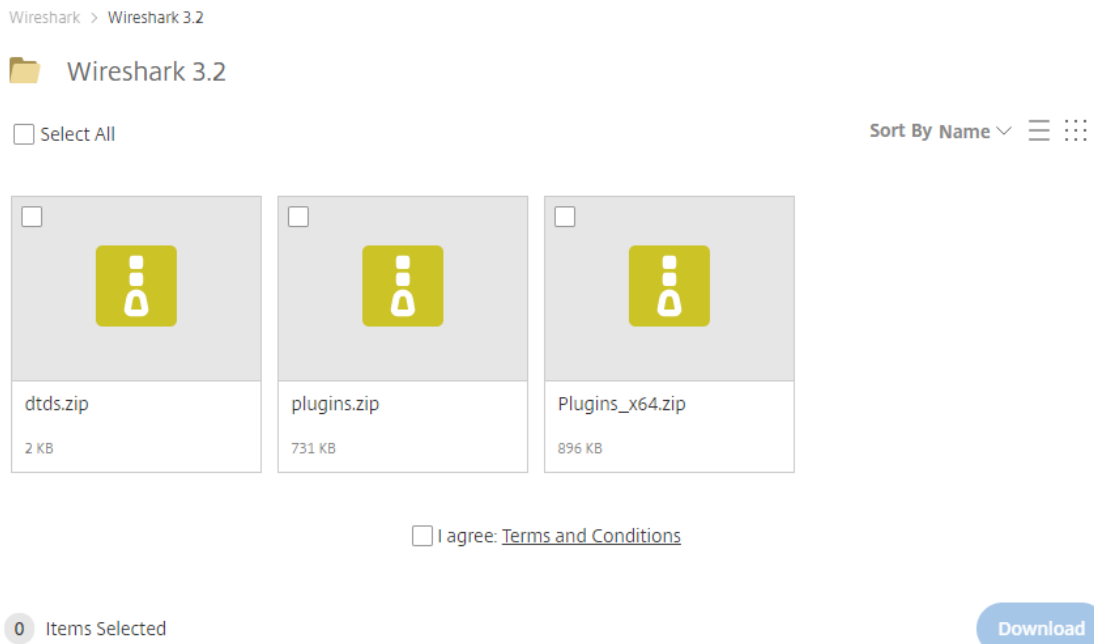 Wireshark > Wireshark 3.2
Wireshark 3.2
Select All
Sort By Name
dtds.zip
2 KB
plugins.zip
731 KB
Plugins_x64.zip
896 KB
I agree: Terms and Conditions
0 Items Selected
Download